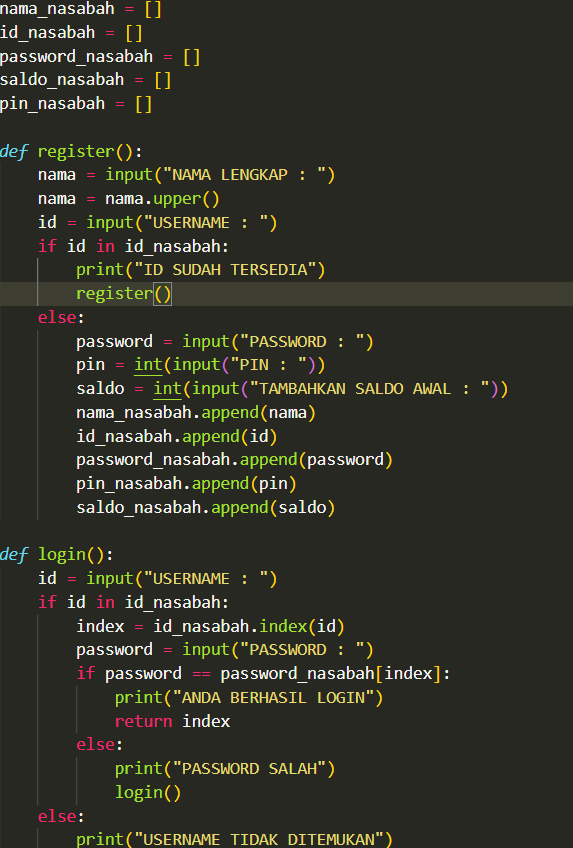 nama_nasabah = []
id_nasabah = []
password_nasabah = []
saldo_nasabah = []
pin_nasabah = []
def register():
    nama = input("NAMA LENGKAP : ")
    nama = nama.upper()
    id = input("USERNAME : ")
    if id in id_nasabah:
        print("ID SUDAH TERSEDIA")
        register()
    else:
        password = input("PASSWORD : ")
        pin = int(input("PIN : "))
        saldo = int(input("TAMBAHKAN SALDO AWAL : "))
        nama_nasabah.append(nama)
        id_nasabah.append(id)
        password_nasabah.append(password)
        pin_nasabah.append(pin)
        saldo_nasabah.append(saldo)
def login():
    id = input("USERNAME : ")
    if id in id_nasabah:
        index = id_nasabah.index(id)
        password = input("PASSWORD : ")
        if password == password_nasabah[index]:
            print("ANDA BERHASIL LOGIN")
            return index
        else:
            print("PASSWORD SALAH")
            login()
    else:
        print("USERNAME TIDAK DITEMUKAN")